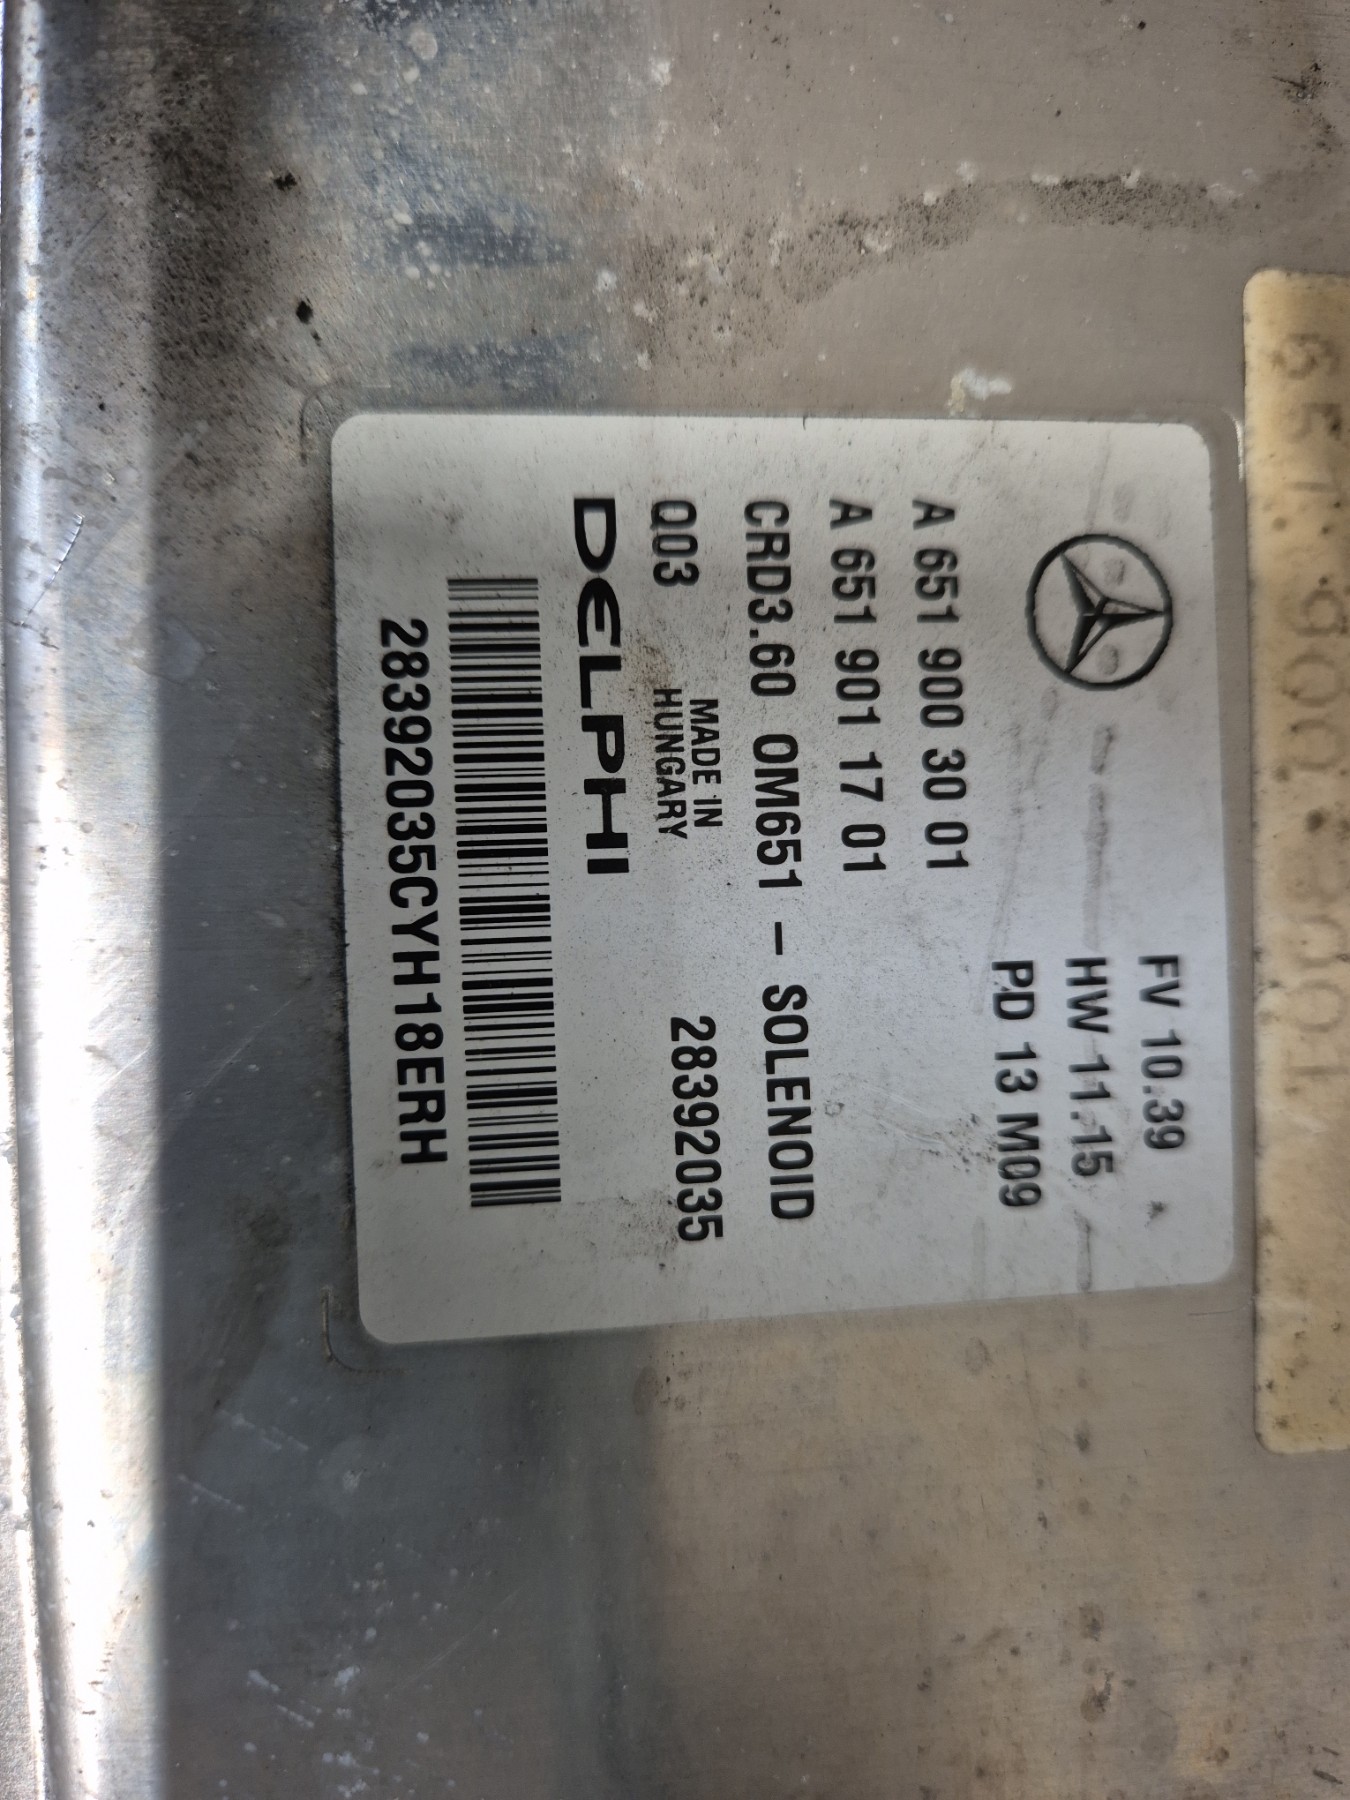 FV 10.39
HW 11.15
PD 13 M09
A 651 900 30 01
A 651 901 17 01
CRD3.60 OM651 – SOLENOID
Q03
MADE IN
HUNGARY
28392035
DELPHI
28392035CYH18ERH